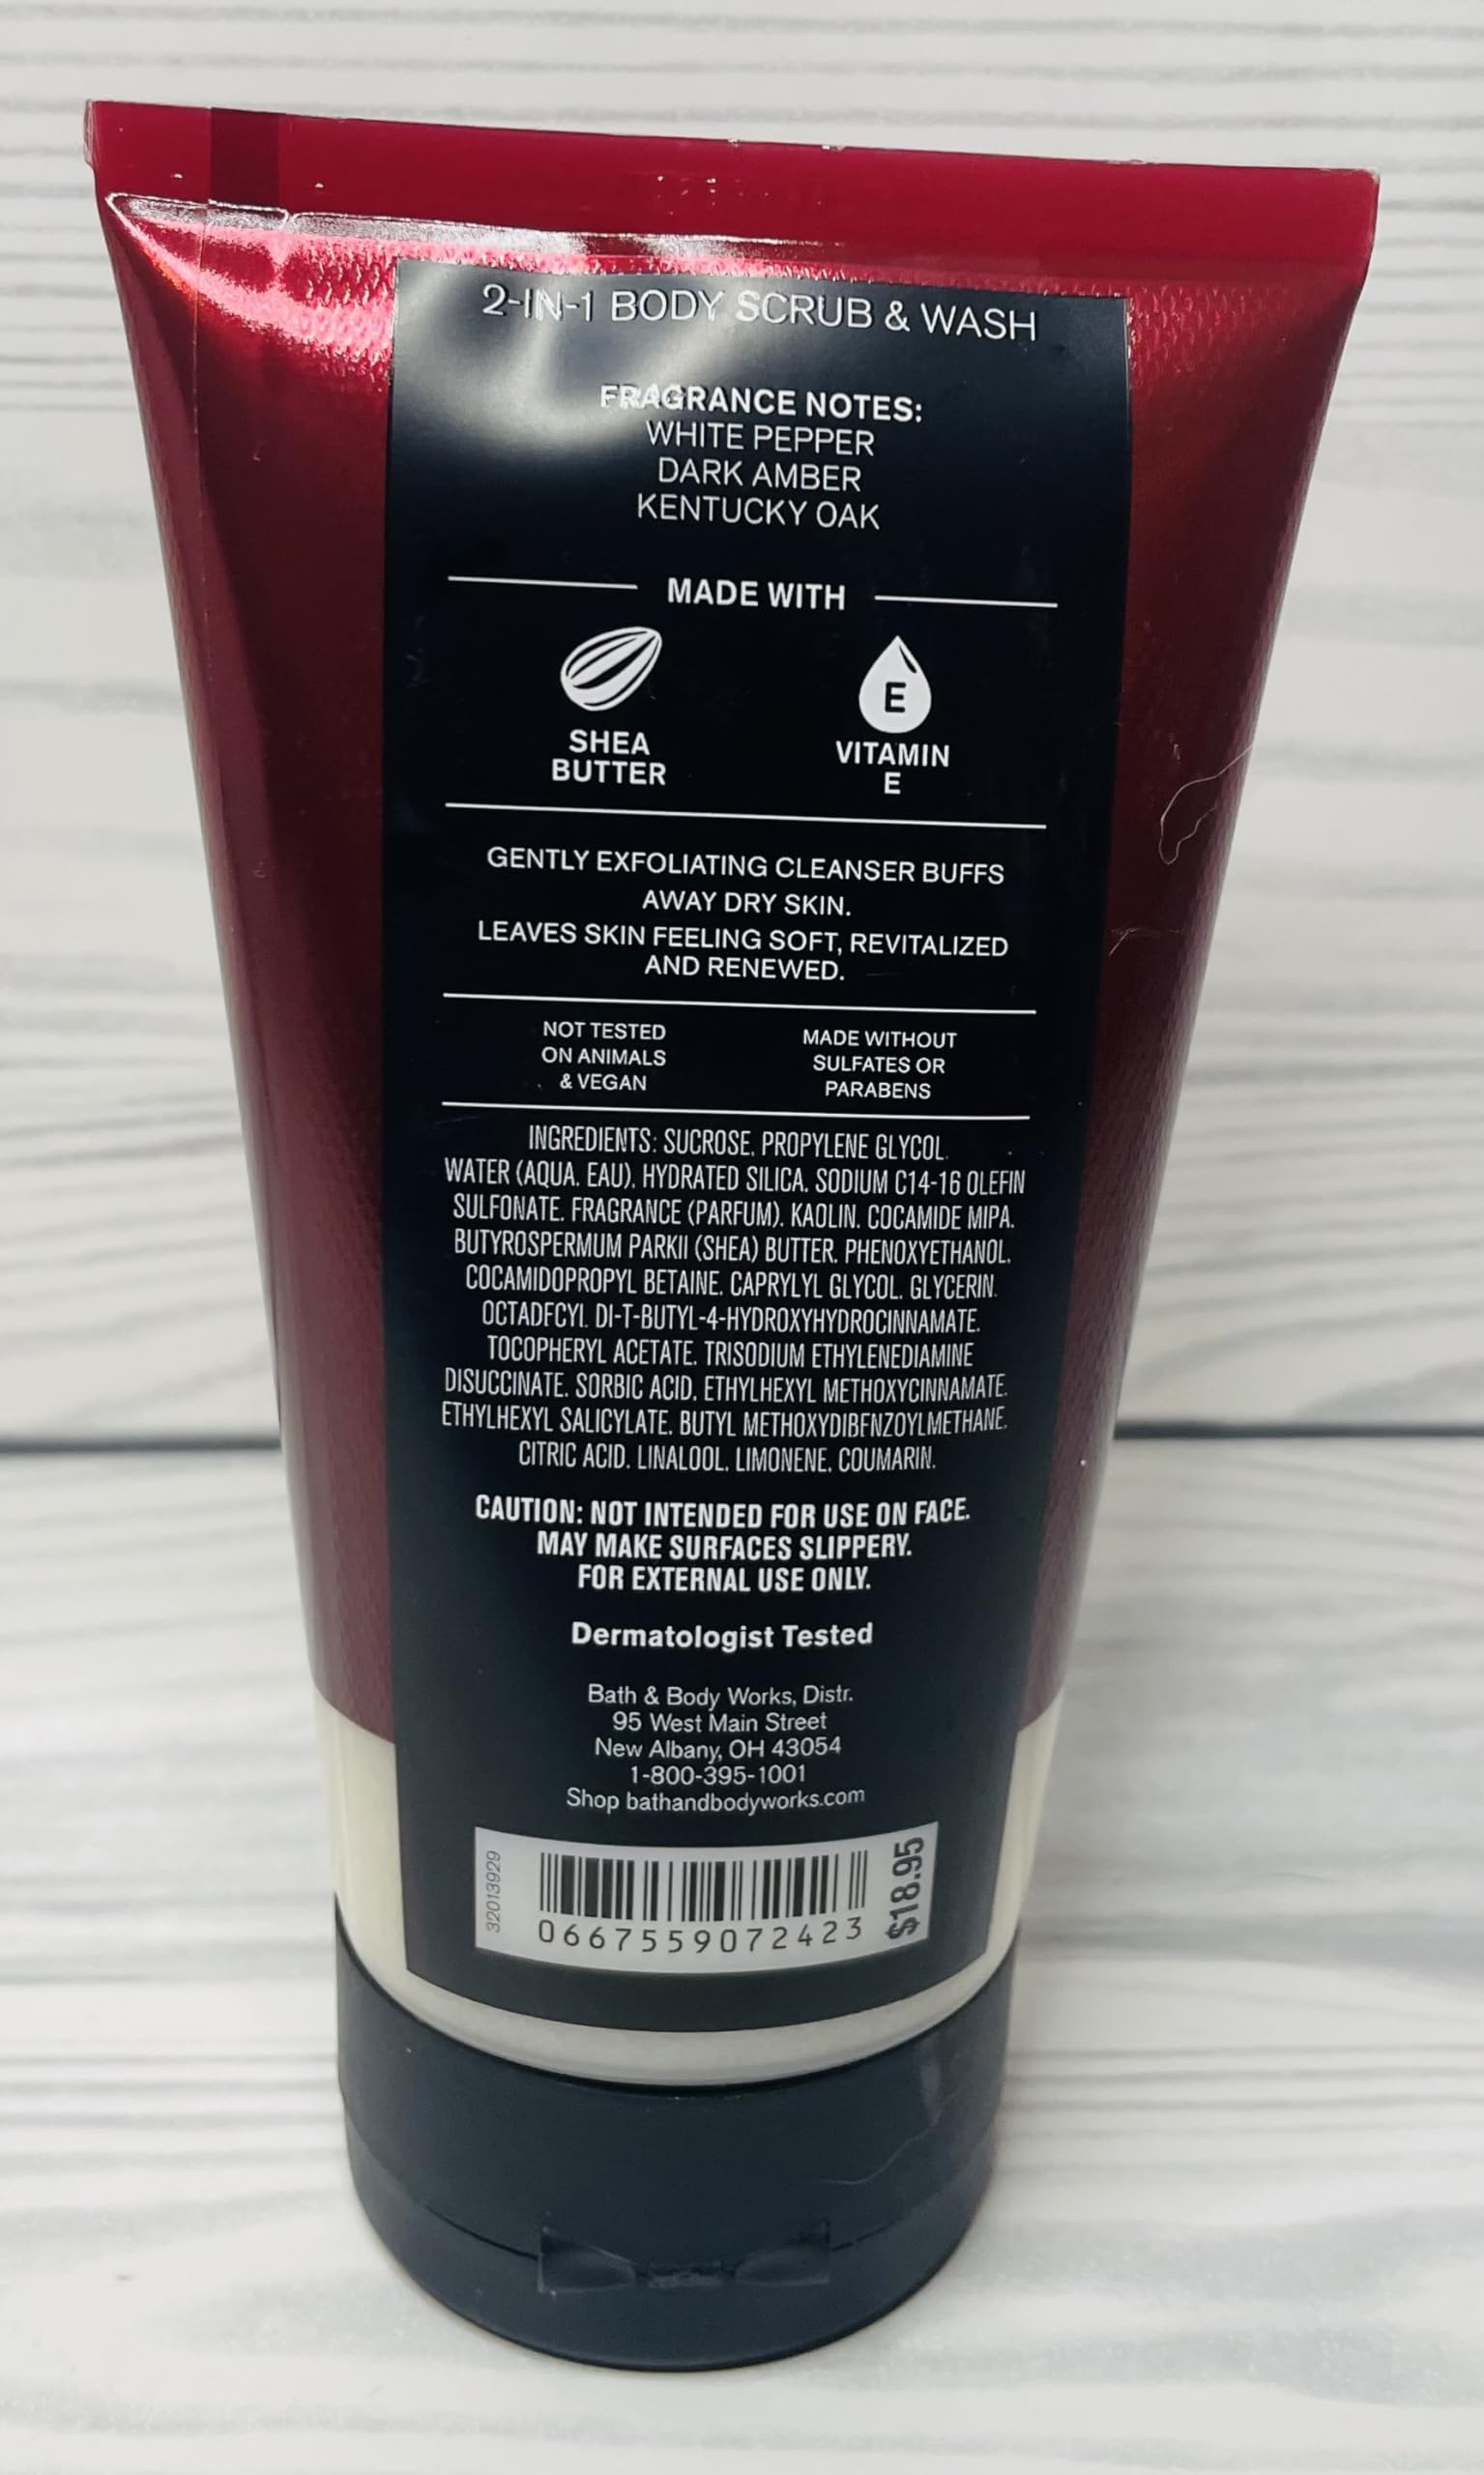 2-IN-1 BODY SCRUB & WASH
FRAGRANCE NOTES:
WHITE PEPPER
DARK AMBER
KENTUCKY OAK
MADE WITH
SHEA
BUTTER
E
VITAMIN
E
GENTLY EXFOLIATING CLEANSER BUFFS
AWAY DRY SKIN.
LEAVES SKIN FEELING SOFT, REVITALIZED
AND RENEWED.
NOT TESTED
ON ANIMALS
& VEGAN
MADE WITHOUT
SULFATES OR
PARABENS
INGREDIENTS: SUCROSE, PROPYLENE GLYCOL,
WATER (AQUA, EAU), HYDRATED SILICA, SODIUM C14-16 OLEFIN
SULFONATE, FRAGRANCE (PARFUM), KAOLIN, COCAMIDE MIPA,
BUTYROSPERMUM PARKII (SHEA) BUTTER, PHENOXYETHANOL,
COCAMIDOPROPYL BETAINE, CAPRYLYL GLYCOL, GLYCERIN,
OCTADECYL DI-T-BUTYL-4-HYDROXYHYDROCINNAMATE,
TOCOPHERYL ACETATE, TRISODIUM ETHYLENEDIAMINE
DISUCCINATE, SORBIC ACID, ETHYLHEXYL METHOXYCINNAMATE,
ETHYLHEXYL SALICYLATE, BUTYL METHOXYDIBENZOYLMETHANE,
CITRIC ACID, LINALOOL, LIMONENE, COUMARIN.
CAUTION: NOT INTENDED FOR USE ON FACE.
MAY MAKE SURFACES SLIPPERY.
FOR EXTERNAL USE ONLY.
Dermatologist Tested
Bath & Body Works, Distr.
95 West Main Street
New Albany, OH 43054
1-800-395-1001
Shop bathandbodyworks.com
32013929
0667559072423
$18.95